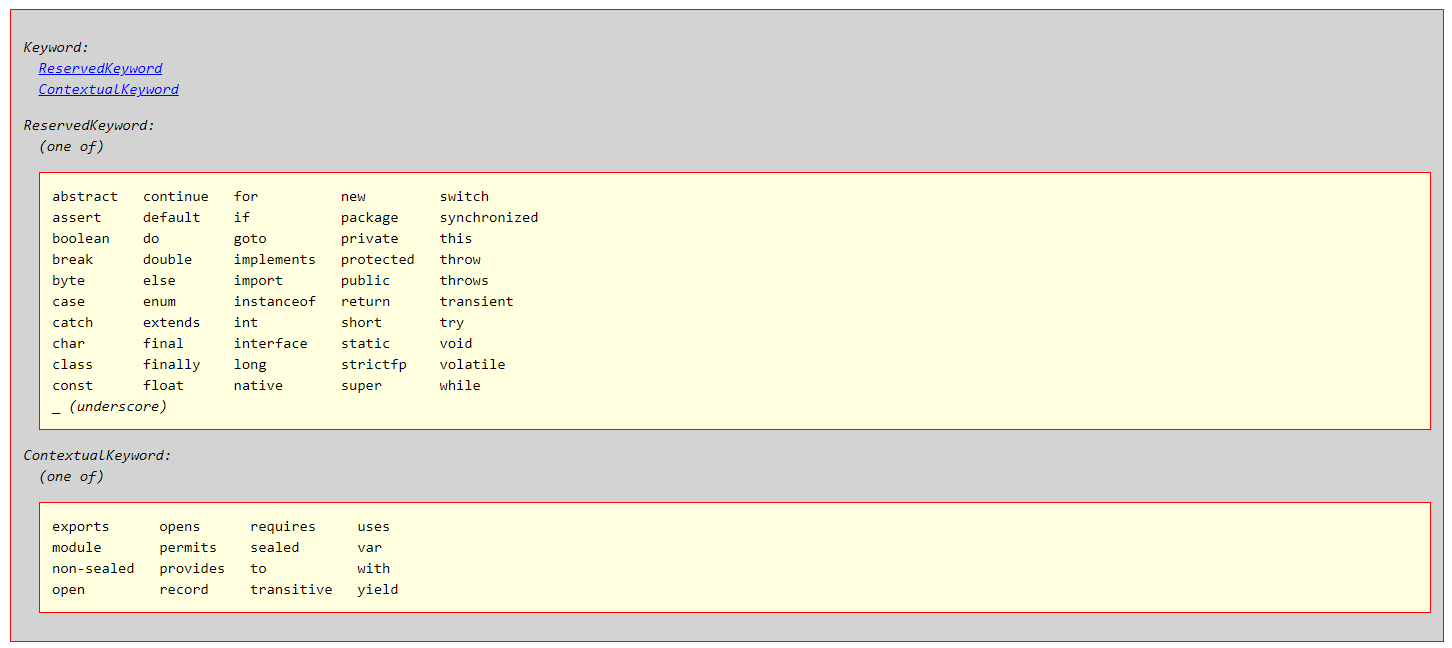 Keyword:
ReservedKeyword
ContextualKeyword
ReservedKeyword:
(one of)
abstract continue for new switch
assert default if package synchronized
boolean do goto private this
break double implements protected throw
byte else import public throws
case enum instanceof return transient
catch extends int short try
char final interface static void
class finally long strictfp volatile
const float native super while
_ (underscore)
ContextualKeyword:
(one of)
exports opens requires uses
module permits sealed var
non-sealed provides to with
open record transitive yield